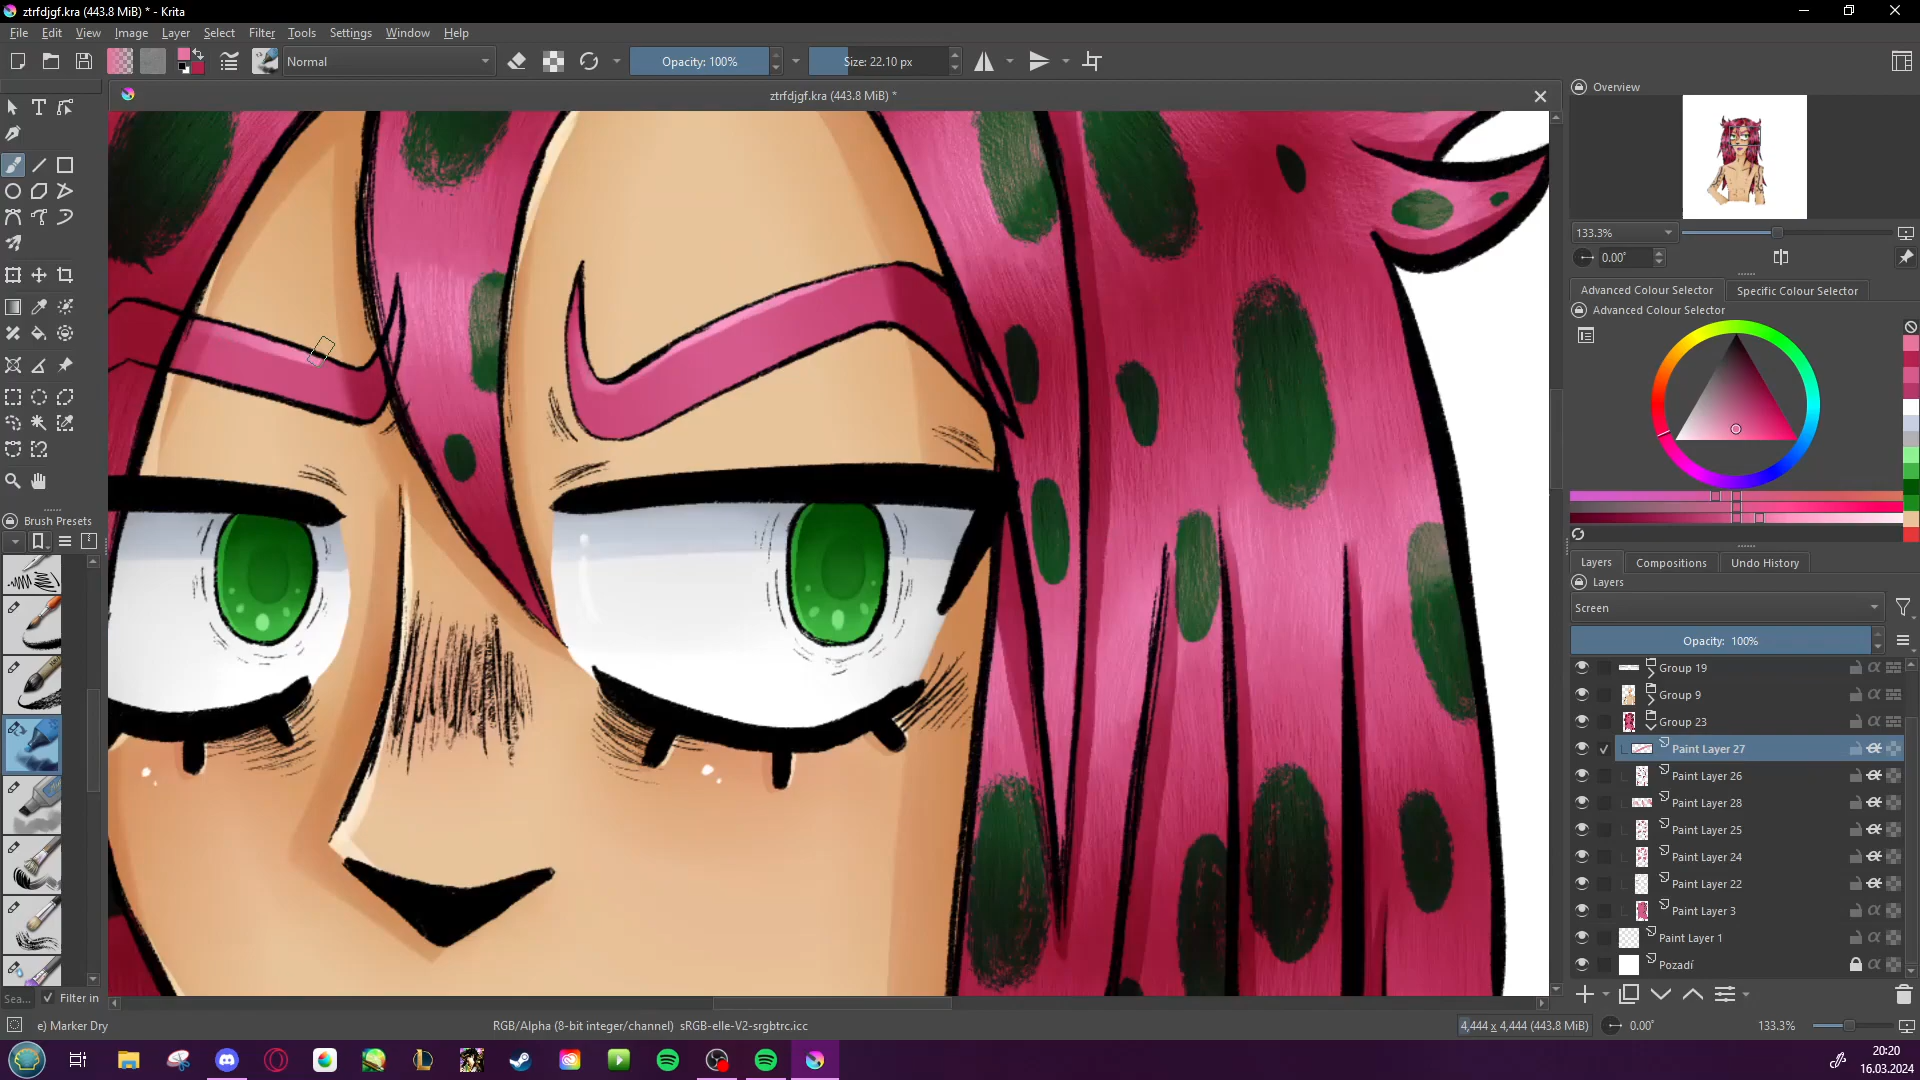 ztrfdjgf.kra (443.8 MiB) * - Krita
File Edit View Image Layer Select Filter Tools Settings Window Help
Normal
Opacity: 100%
Size: 22.10 px
ztrfdjgf.kra (443.8 MiB) *
Overview
133.3%
0.00°
Advanced Colour Selector
Specific Colour Selector
Advanced Colour Selector
Brush Presets
Layers
Compositions
Undo History
Layers
Screen
Opacity: 100%
Group 19
Group 9
Group 23
Paint Layer 27
Paint Layer 26
Paint Layer 28
Paint Layer 25
Paint Layer 24
Paint Layer 22
Paint Layer 3
Paint Layer 1
Pozadí
Sea...
Filter in
e) Marker Dry
RGB/Alpha (8-bit integer/channel) sRGB-elle-V2-srgbtrc.icc
4,444 x 4,444 (443.8 MiB)
0.00°
133.3%
20:20
16.03.2024